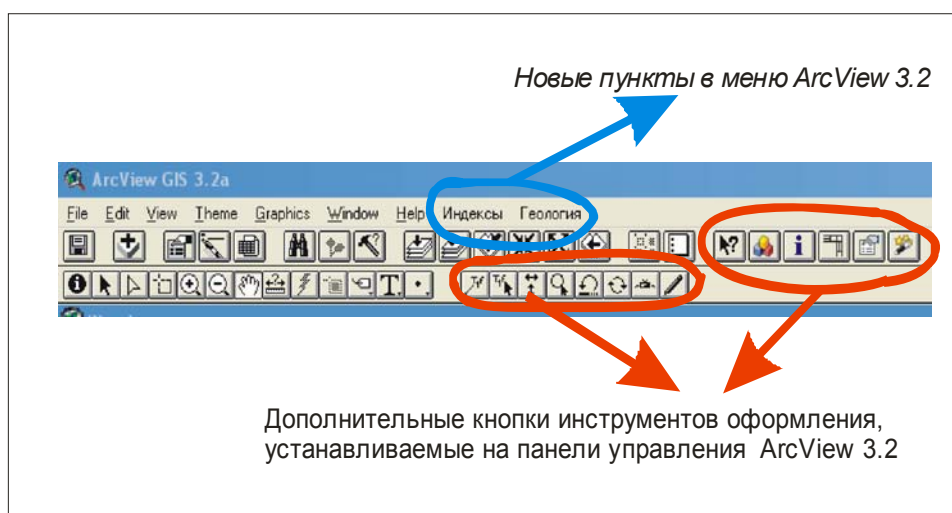 Новые пункты в меню ArcView 3.2
ArcView GIS 3.2a
File Edit View Theme Graphics Window Help Индексы Геология
Дополнительные кнопки инструментов оформления,
устанавливаемые на панели управления ArcView 3.2